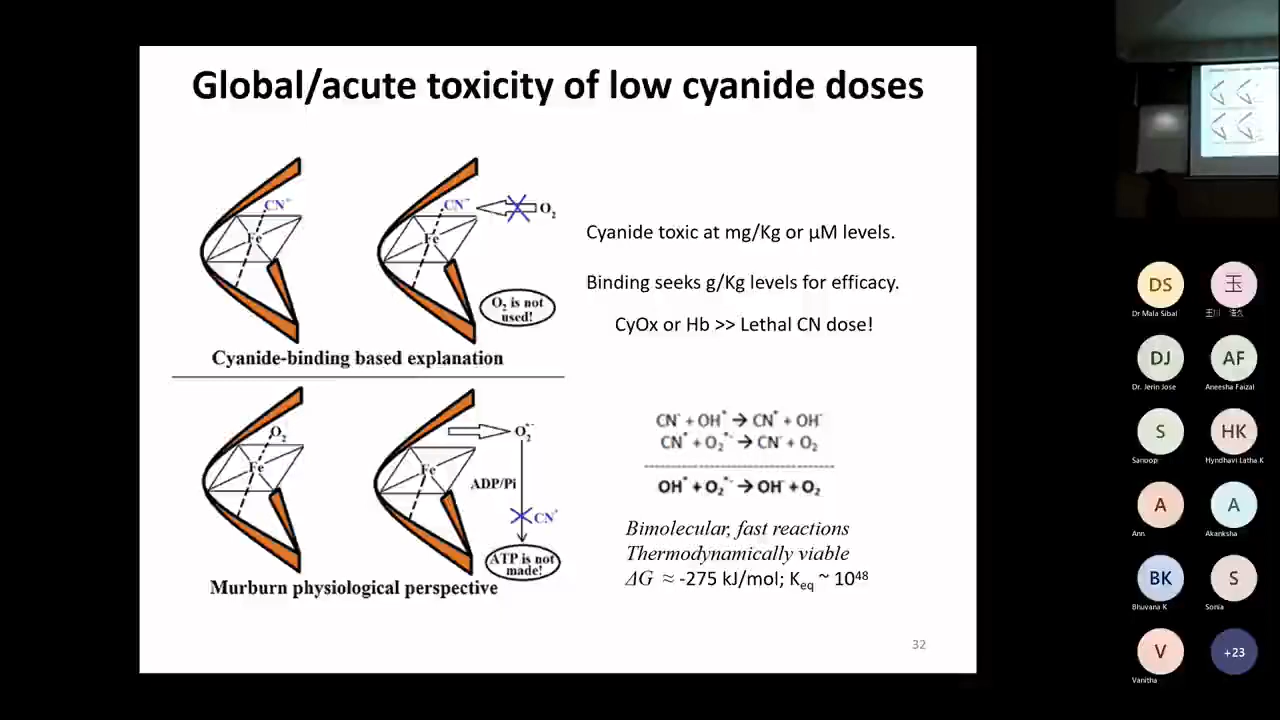 Global/acute toxicity of low cyanide doses
CN*
Fe
CN-
Fe
O2
O2 is not
used!
Cyanide-binding based explanation
Cyanide toxic at mg/Kg or µM levels.
Binding seeks g/Kg levels for efficacy.
CyOx or Hb >> Lethal CN dose!
O2
Fe
Fe
O2*-
ADP/Pi
CN*
ATP is not
made!
Murburn physiological perspective
CN- + OH* → CN* + OH-
CN* + O2*- → CN- + O2
OH* + O2*- → OH- + O2
Bimolecular, fast reactions
Thermodynamically viable
ΔG ≈ -275 kJ/mol; Keq ~ 10^48
32
DS
Dr Mala Sibal
玉
DJ
Dr. Jerin Jose
AF
Aneesha Faizal
S
Sanoop
HK
Hyndhavi Latha K
A
Ann
A
Akanksha
BK
Bhuvana K
S
Sonia
V
Vanitha
+23